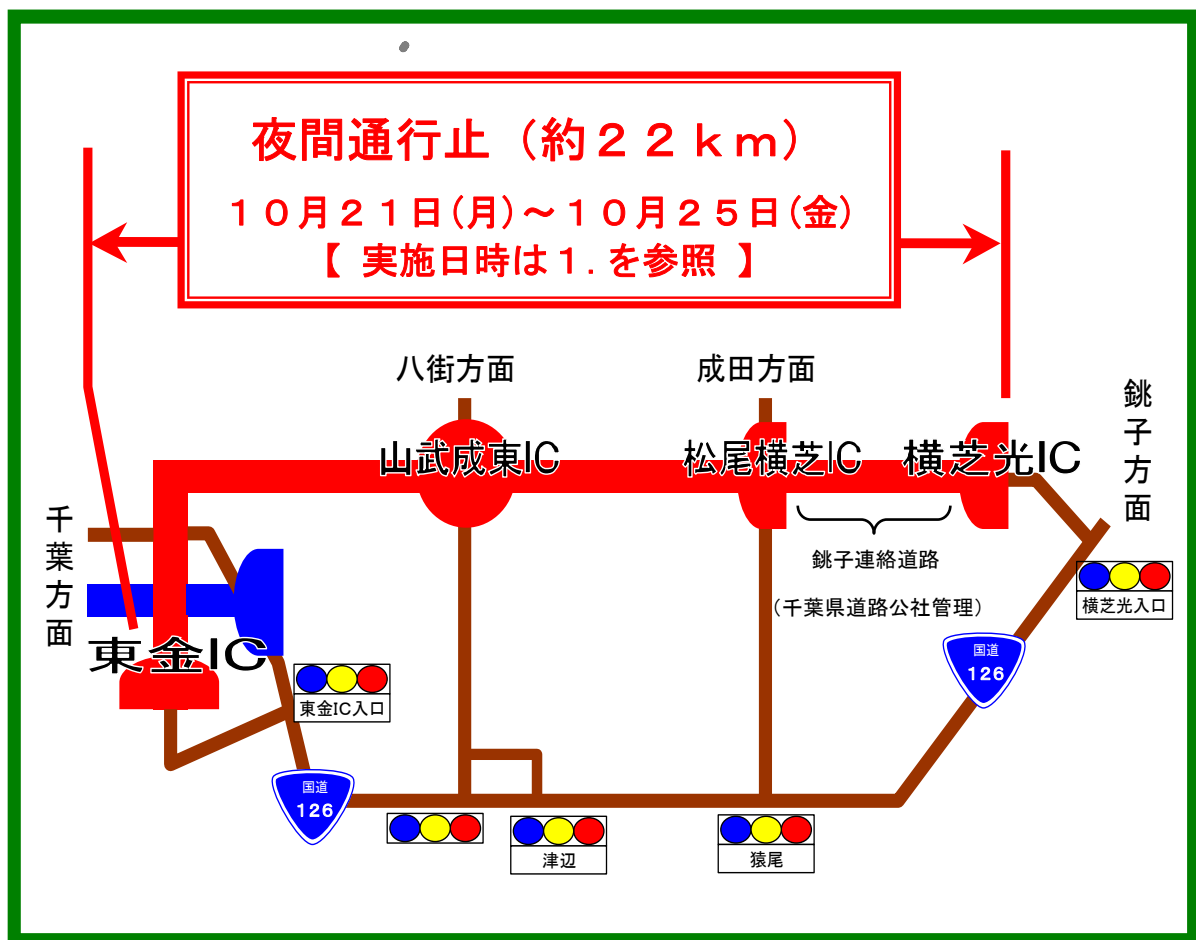 夜間通行止（約２２ｋｍ）
１０月２１日(月)～１０月２５日(金)
【 実施日時は１.を参照 】
八街方面
成田方面
銚子方面
山武成東IC
松尾横芝IC
横芝光IC
千葉方面
銚子連絡道路
（千葉県道路公社管理）
横芝光入口
東金IC
国道
126
東金IC入口
国道
126
津辺
猿尾